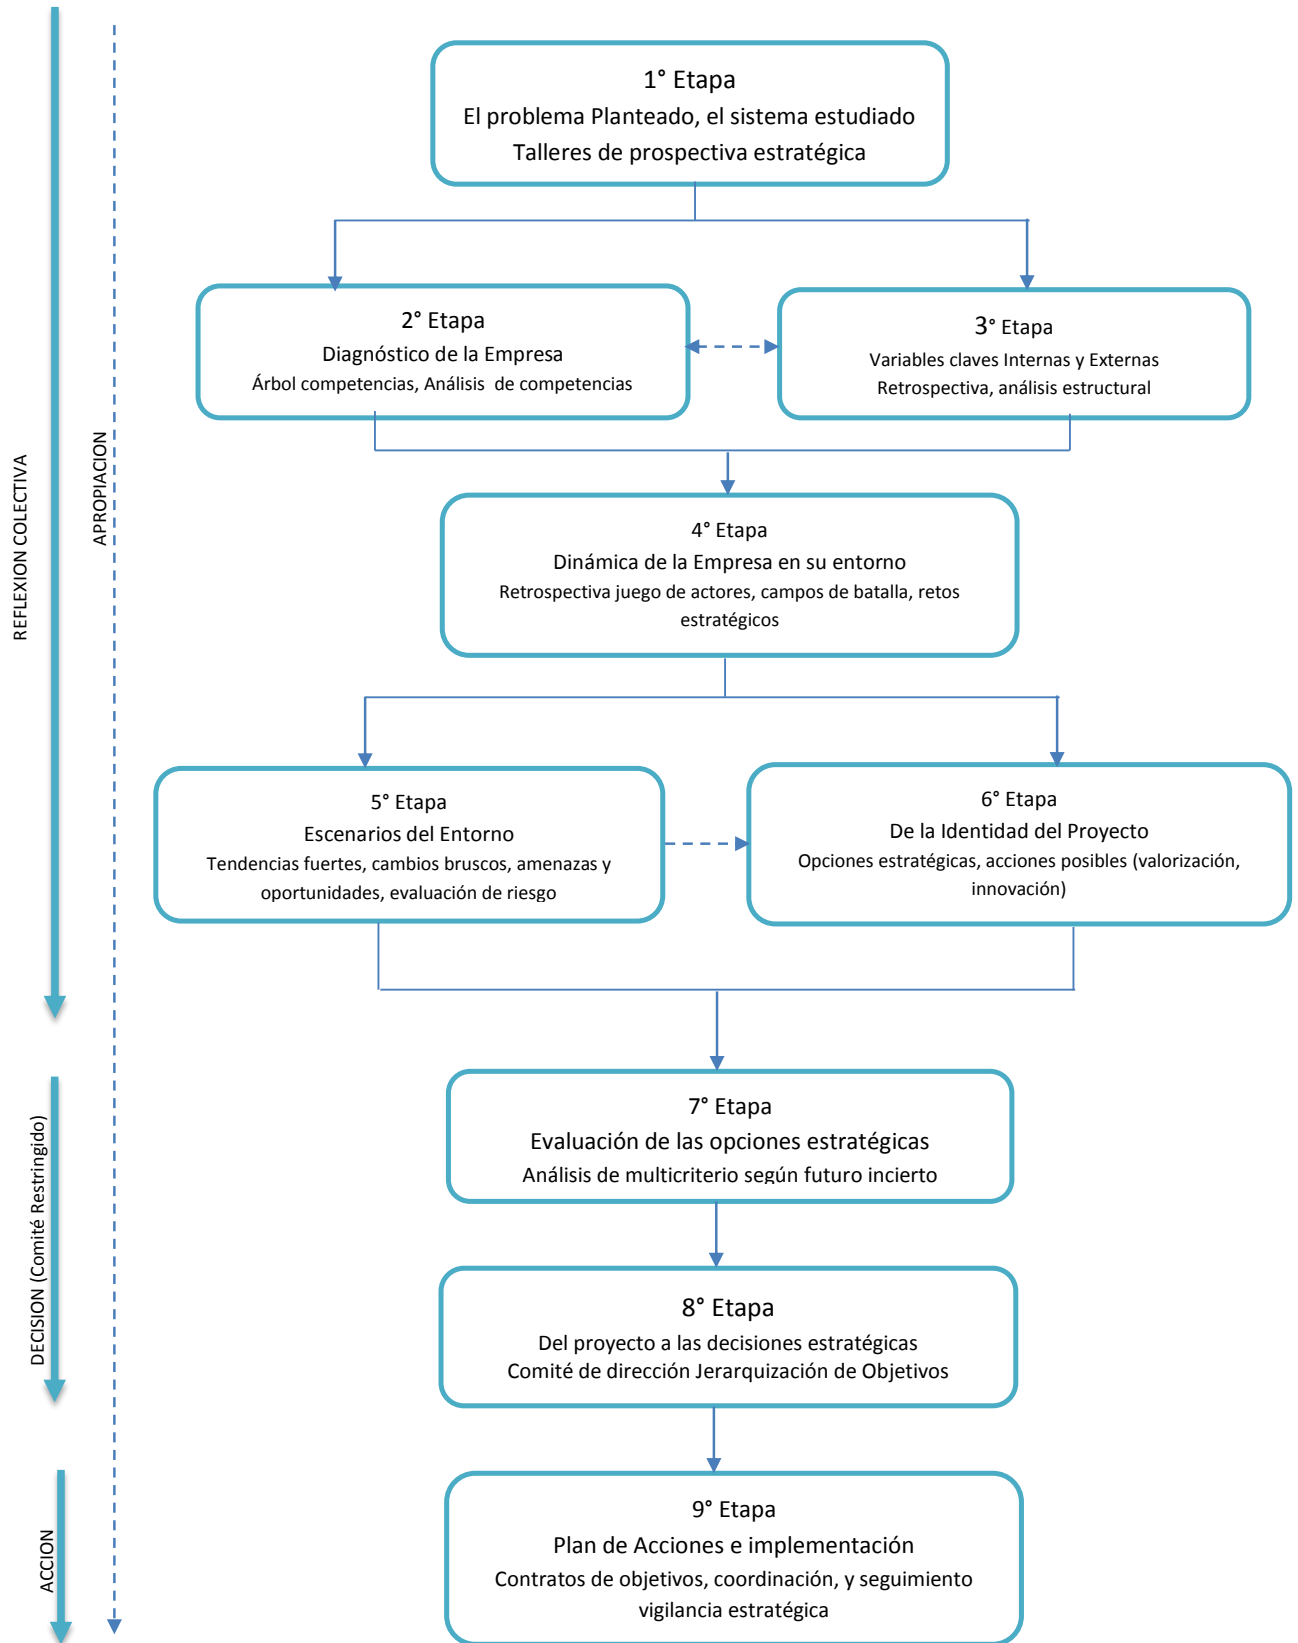 1° Etapa
El problema Planteado, el sistema estudiado
Talleres de prospectiva estratégica
2° Etapa
Diagnóstico de la Empresa
Árbol competencias, Análisis de competencias
3° Etapa
Variables claves Internas y Externas
Retrospectiva, análisis estructural
REFLEXION COLECTIVA
APROPIACION
4° Etapa
Dinámica de la Empresa en su entorno
Retrospectiva juego de actores, campos de batalla, retos
estratégicos
5° Etapa
Escenarios del Entorno
Tendencias fuertes, cambios bruscos, amenazas y
oportunidades, evaluación de riesgo
6° Etapa
De la Identidad del Proyecto
Opciones estratégicas, acciones posibles (valorización,
innovación)
DECISION (Comité Restringido)
7° Etapa
Evaluación de las opciones estratégicas
Análisis de multicriterio según futuro incierto
8° Etapa
Del proyecto a las decisiones estratégicas
Comité de dirección Jerarquización de Objetivos
ACCION
9° Etapa
Plan de Acciones e implementación
Contratos de objetivos, coordinación, y seguimiento
vigilancia estratégica